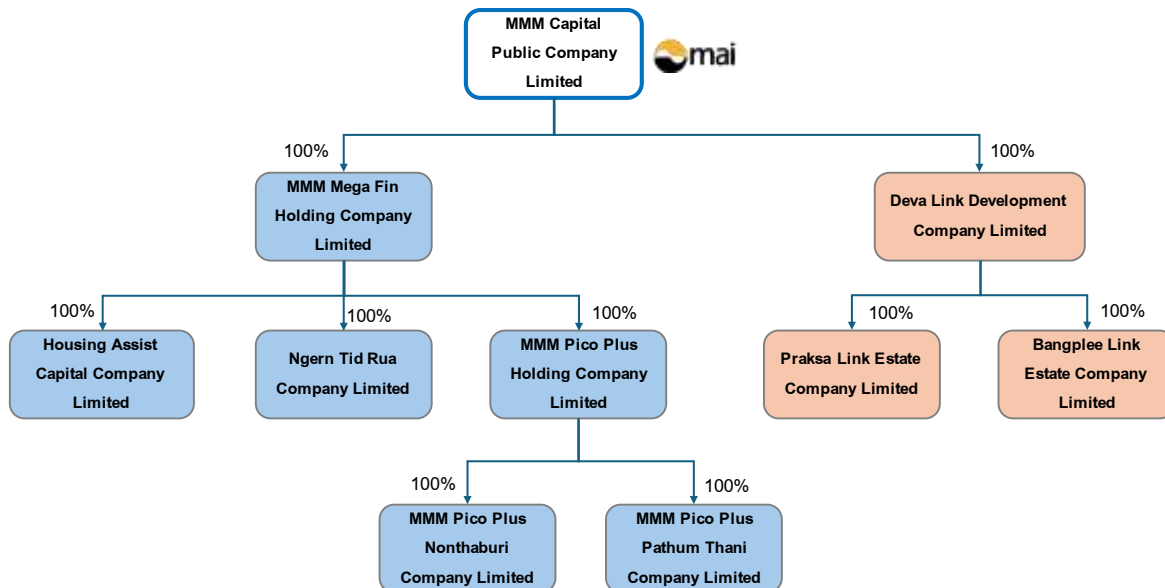 MMM Capital
Public Company
Limited
mai
100%
100%
MMM Mega Fin
Holding Company
Limited
Deva Link Development
Company Limited
100%
100%
100%
100%
100%
Housing Assist
Capital Company
Limited
Ngern Tid Rua
Company Limited
MMM Pico Plus
Holding Company
Limited
Praksa Link Estate
Company Limited
Bangplee Link
Estate Company
Limited
100%
100%
MMM Pico Plus
Nonthaburi
Company Limited
MMM Pico Plus
Pathum Thani
Company Limited